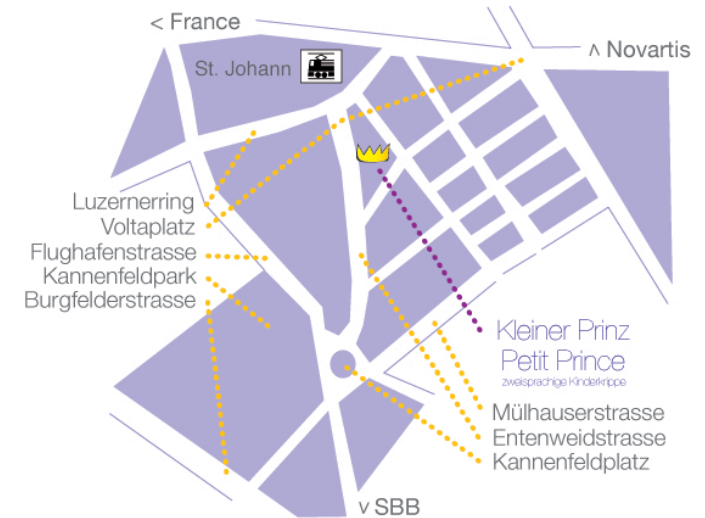 < France
˄ Novartis
St. Johann
Luzernerring
Voltaplatz
Flughafenstrasse
Kannenfeldpark
Burgfelderstrasse
Kleiner Prinz
Petit Prince
zweisprachige Kinderkrippe
Mülhauserstrasse
Entenweidstrasse
Kannenfeldplatz
˅ SBB